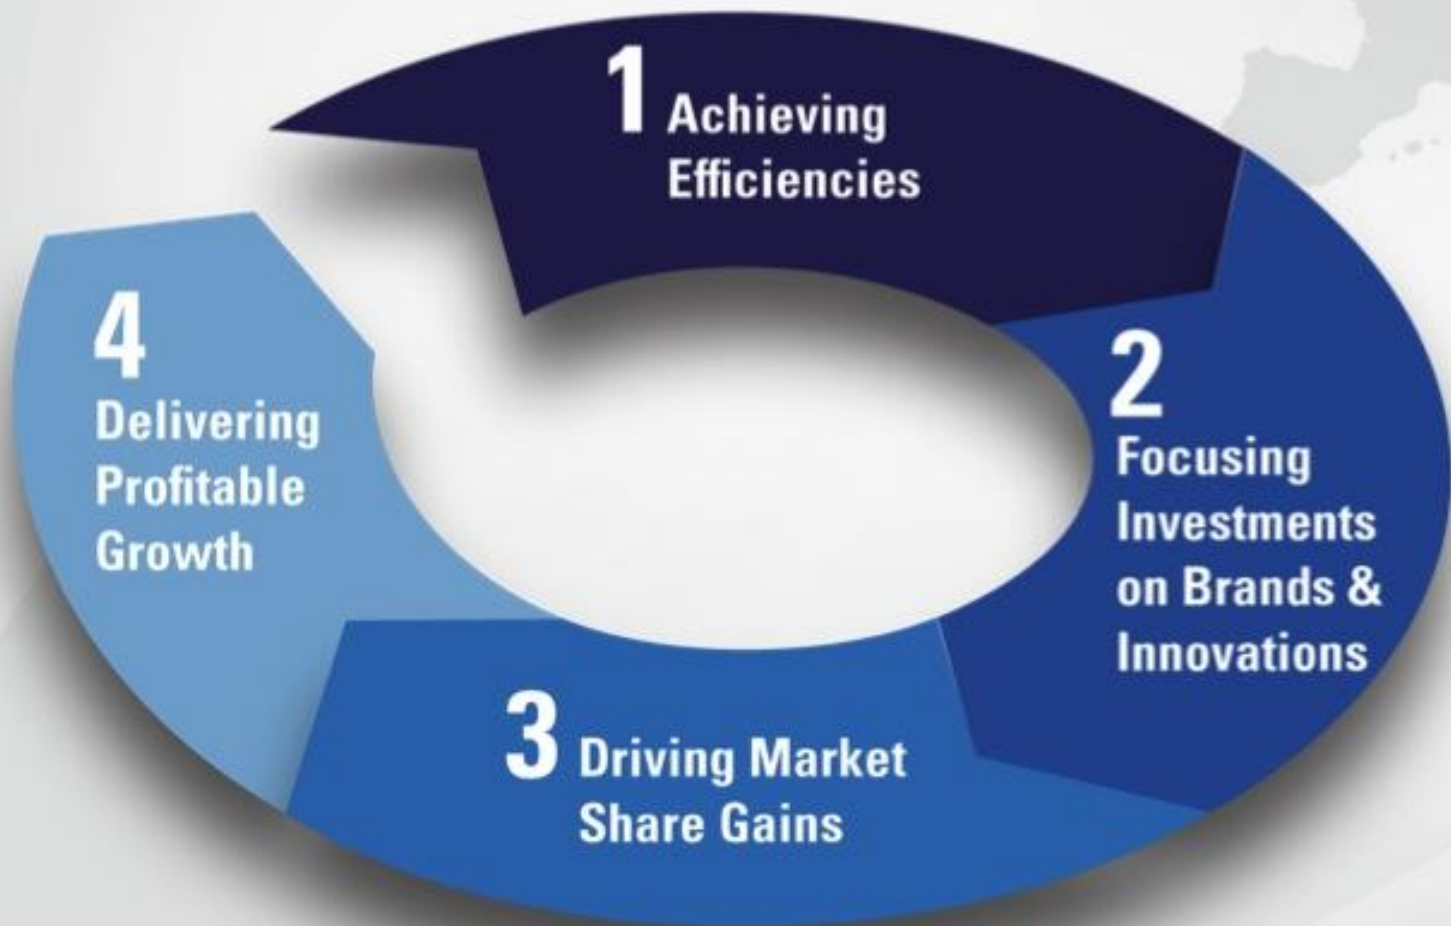 1 Achieving
Efficiencies
2
Focusing
Investments
on Brands &
Innovations
3 Driving Market
Share Gains
4
Delivering
Profitable
Growth